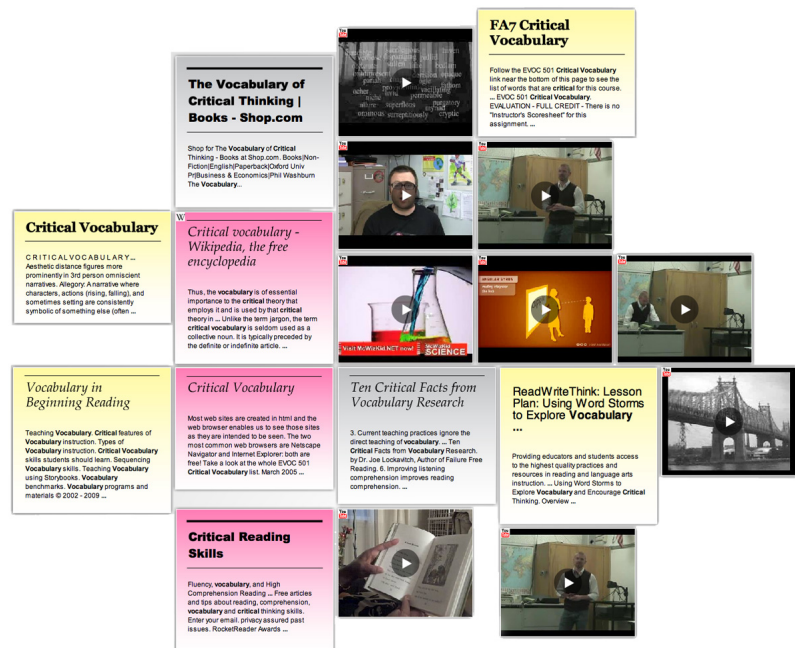 FA7 Critical
Vocabulary
Follow the EVOC 501 Critical Vocabulary
link near the bottom of this page to see the
list of words that are critical for this course.
... EVOC 501 Critical Vocabulary
EVALUATION - FULL CREDIT - There is no
"Instructor's Scoresheet" for this
assignment. ...
The Vocabulary of
Critical Thinking |
Books - Shop.com
Shop for The Vocabulary of Critical
Thinking - Books at Shop.com. Books|Non-
Fiction|English|Paperback|Oxford Univ
Pr|Business & Economics|Phil Washburn
The Vocabulary...
opaque
fathom
permeable
purgatory
allure superflous
ominous surreptitiously cryptic
Critical Vocabulary
C R I T I C A L V O C A B U L A R Y ...
Aesthetic distance figures more
prominently in 3rd person omniscient
narratives. Allegory: A narrative where
characters, actions (rising, falling), and
sometimes setting are consistently
symbolic of something else (often ...
W
Critical vocabulary -
Wikipedia, the free
encyclopedia
Thus, the vocabulary is of essential
importance to the critical theory that
employs it and is used by that critical
theory in ... Unlike the term jargon, the term
critical vocabulary is seldom used as a
collective noun. It is typically preceded by
the definite or indefinite article. ...
Visit McWizKid.NET now!
McWizKid
SCIENCE
Vocabulary in
Beginning Reading
Teaching Vocabulary. Critical features of
Vocabulary instruction. Types of
Vocabulary instruction. Critical Vocabulary
skills students should learn. Sequencing
Vocabulary skills. Teaching Vocabulary
using Storybooks. Vocabulary
benchmarks. Vocabulary programs and
materials © 2002 - 2009 ...
Critical Vocabulary
Most web sites are created in html and the
web browser enables us to see those sites
as they are intended to be seen. The two
most common web browsers are Netscape
Navigator and Internet Explorer: both are
free! Take a look at the whole EVOC 501
Critical Vocabulary list. March 2005 ...
Ten Critical Facts from
Vocabulary Research
3. Current teaching practices ignore the
direct teaching of vocabulary. ... Ten
Critical Facts from Vocabulary Research.
by Dr. Joe Lockavitch, Author of Failure Free
Reading. 6. Improving listening
comprehension improves reading
comprehension. ...
ReadWriteThink: Lesson
Plan: Using Word Storms
to Explore Vocabulary
...
Providing educators and students access
to the highest quality practices and
resources in reading and language arts
instruction. ... Using Word Storms to
Explore Vocabulary and Encourage Critical
Thinking. Overview ...
Critical Reading
Skills
Fluency, vocabulary, and High
Comprehension Reading ... Free articles
and tips about reading, comprehension,
vocabulary and critical thinking skills.
Enter your email. privacy assured past
issues. RocketReader Awards ...